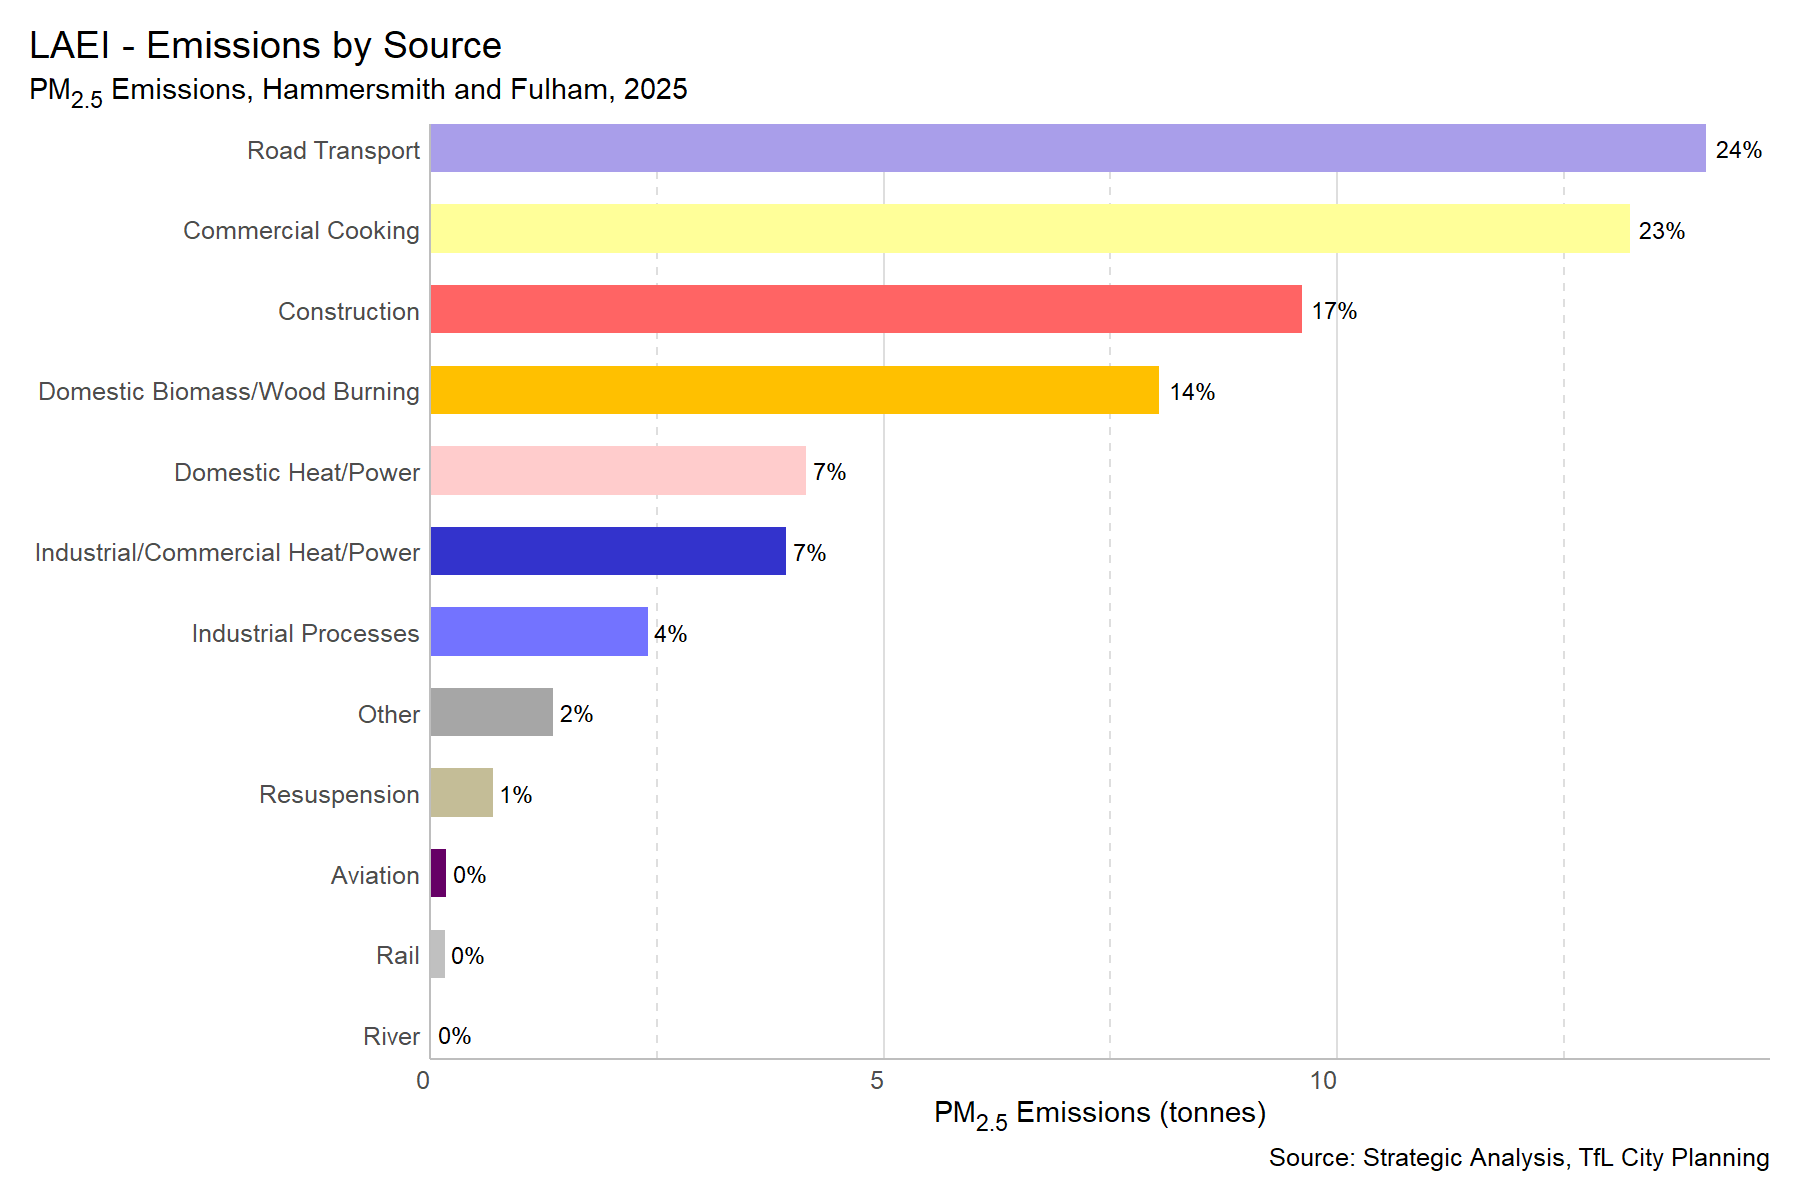 LAEI - Emissions by Source
PM2.5 Emissions, Hammersmith and Fulham, 2025
Road Transport 24%
Commercial Cooking 23%
Construction 17%
Domestic Biomass/Wood Burning 14%
Domestic Heat/Power 7%
Industrial/Commercial Heat/Power 7%
Industrial Processes 4%
Other 2%
Resuspension 1%
Aviation 0%
Rail 0%
River 0%
0 5 10
PM2.5 Emissions (tonnes)
Source: Strategic Analysis, TfL City Planning